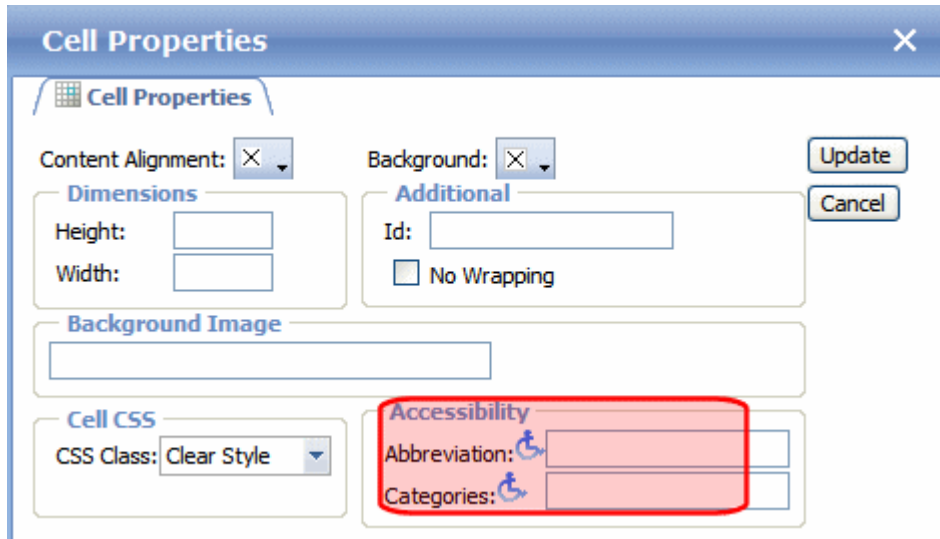 Cell Properties
Cell Properties
Content Alignment: Background: Update
Dimensions Additional Cancel
Height: Id:
Width: No Wrapping
Background Image
Cell CSS Accessibility
CSS Class: Clear Style Abbreviation:
Categories: